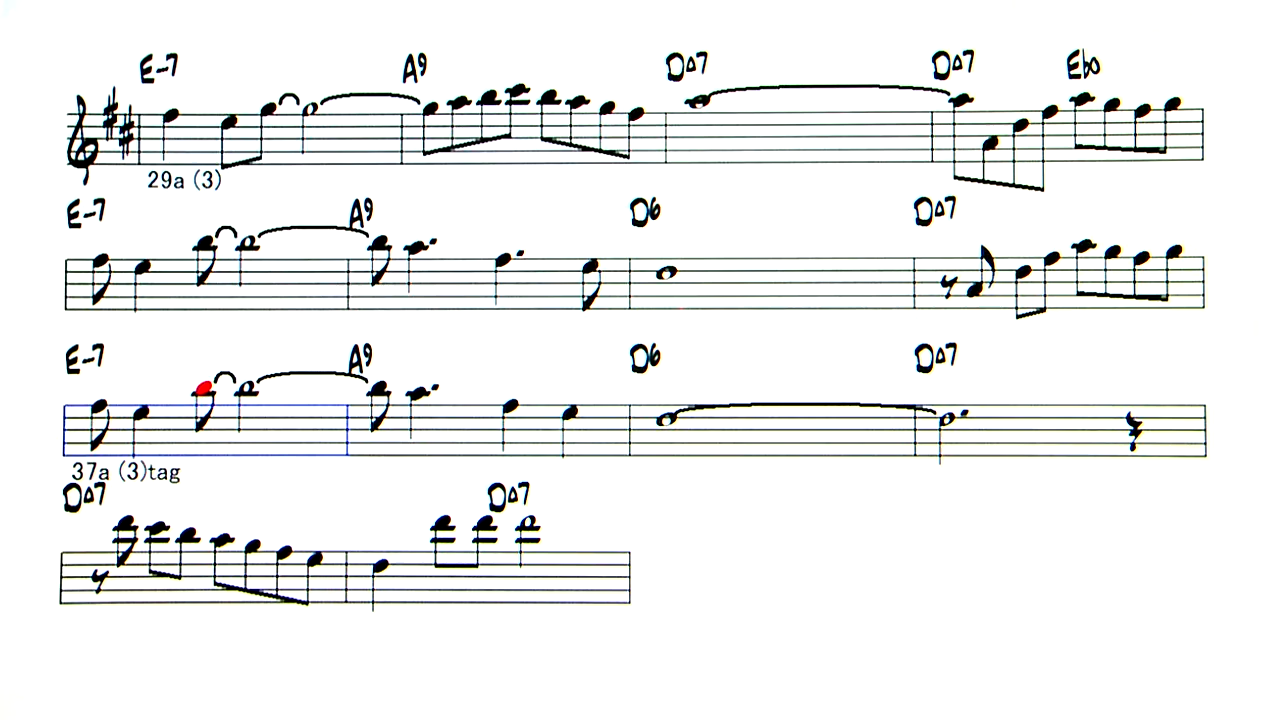 E-7 A9 D△7 D△7 Ebo
29a (3)
E-7 A9 D6 D△7
E-7 A9 D6 D△7
37a (3)tag
D△7 D△7